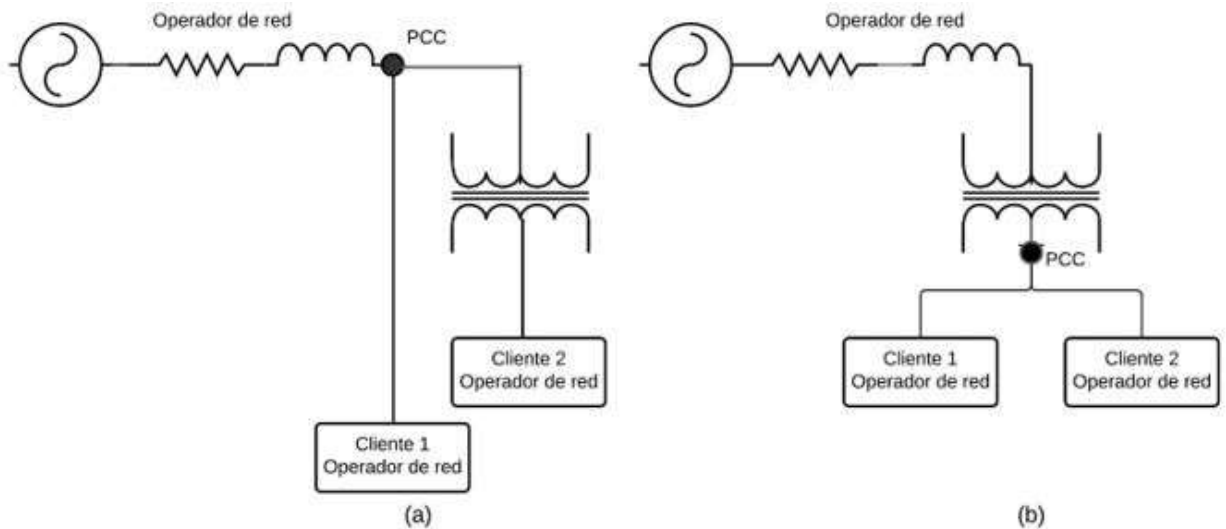 Operador de red
PCC
Cliente 2
Operador de red
Cliente 1
Operador de red
(a)
Operador de red
PCC
Cliente 1
Operador de red
Cliente 2
Operador de red
(b)